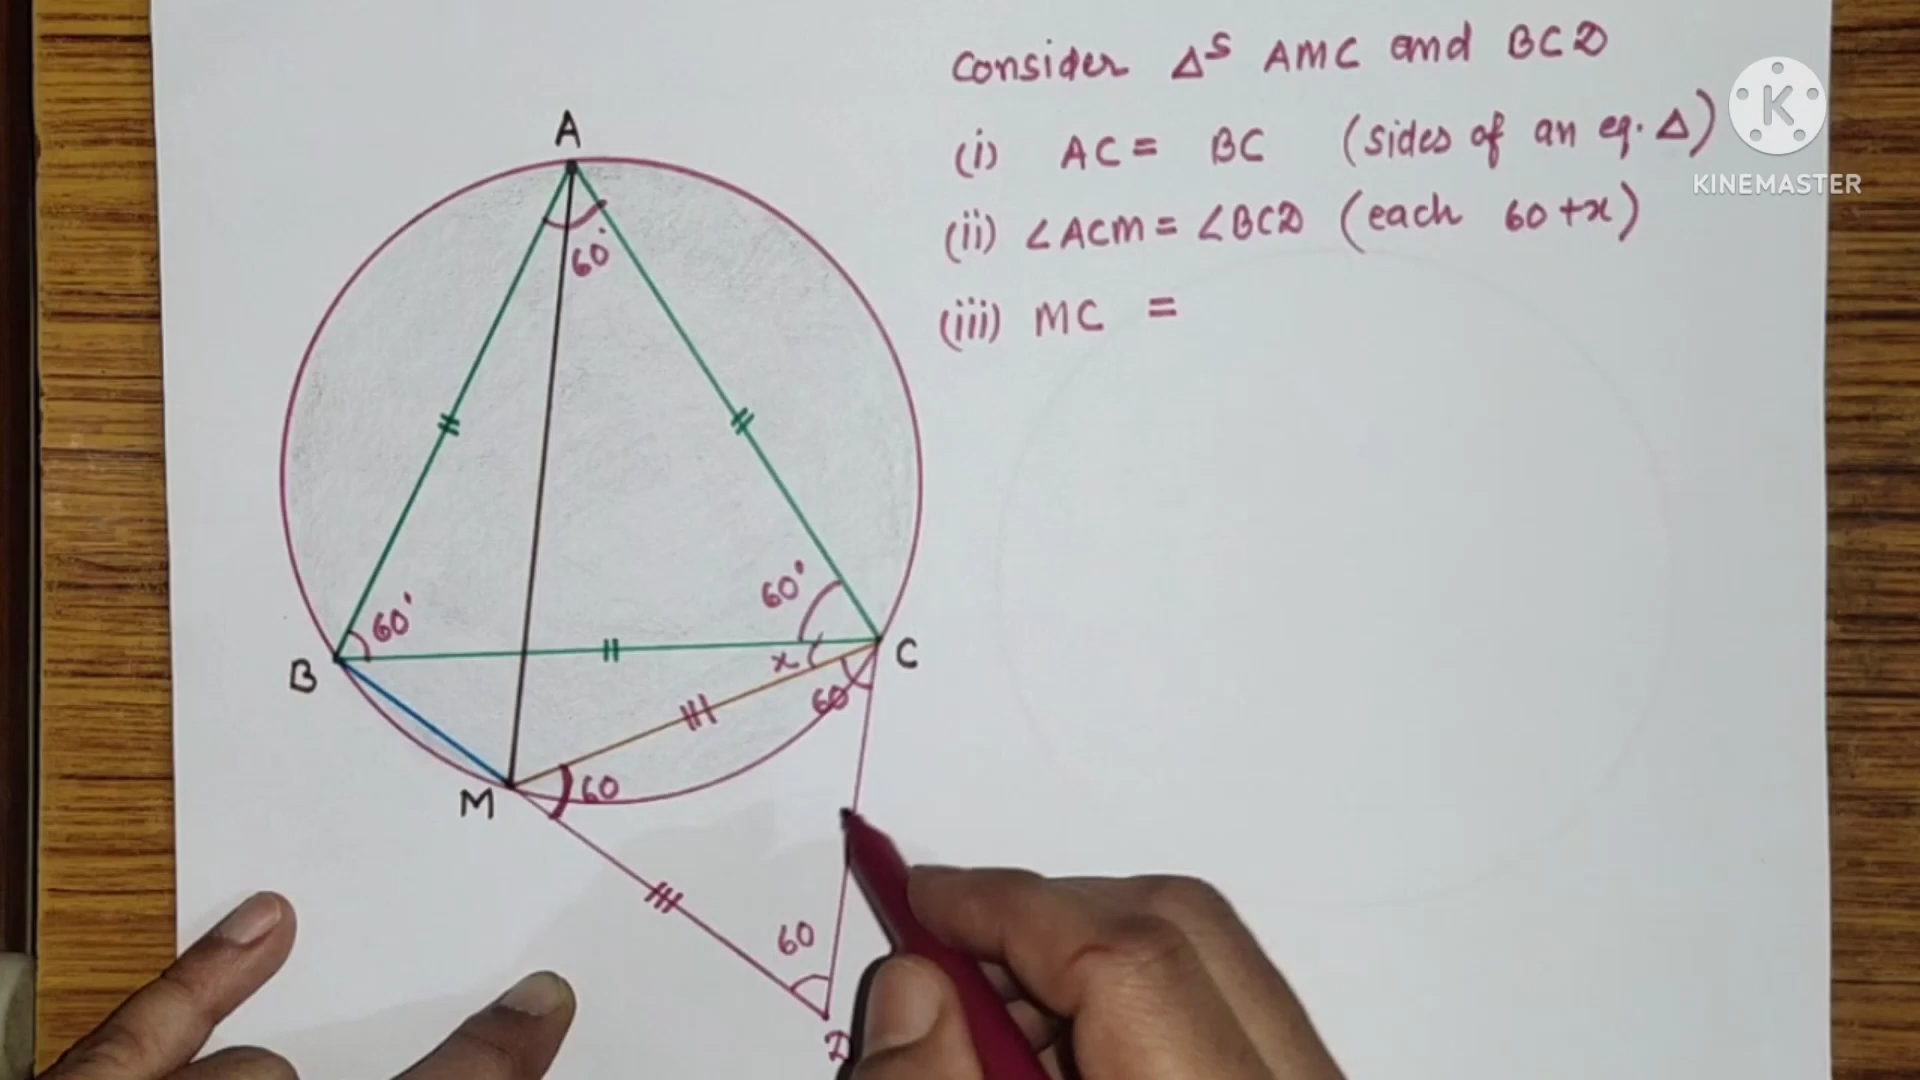 Consider Δˢ AMC and BCD
(i) AC = BC (sides of an eq. Δ)
(ii) ∠ACM = ∠BCD (each 60+x)
(iii) MC =
KINEMASTER
A
60°
60°
60°
B
C
x
60
M
60
60
D